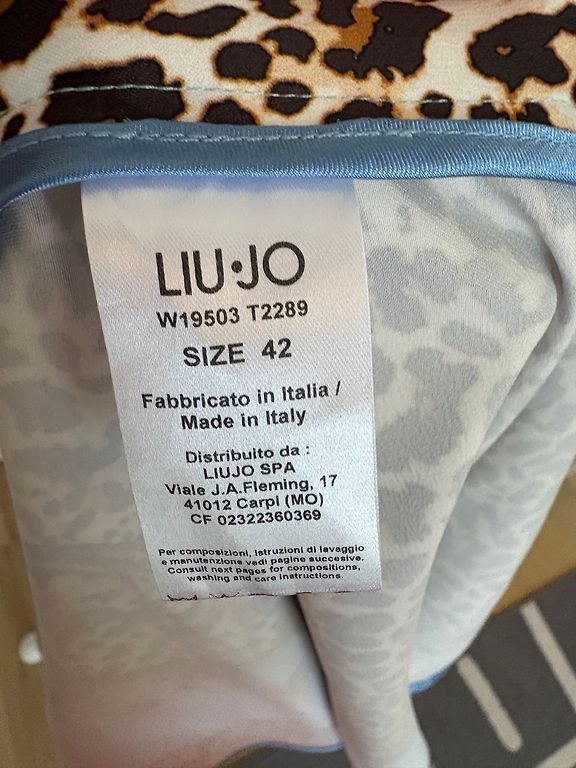 LIU·JO
W19503 T2289
SIZE 42
Fabbricato in Italia /
Made in Italy
Distribuito da :
LIUJO SPA
Viale J.A.Fleming, 17
41012 Carpi (MO)
CF 02322360369
Per composizioni, istruzioni di lavaggio
e manutenzione vedi pagine succesive.
Consult next pages for compositions,
washing and care instructions.